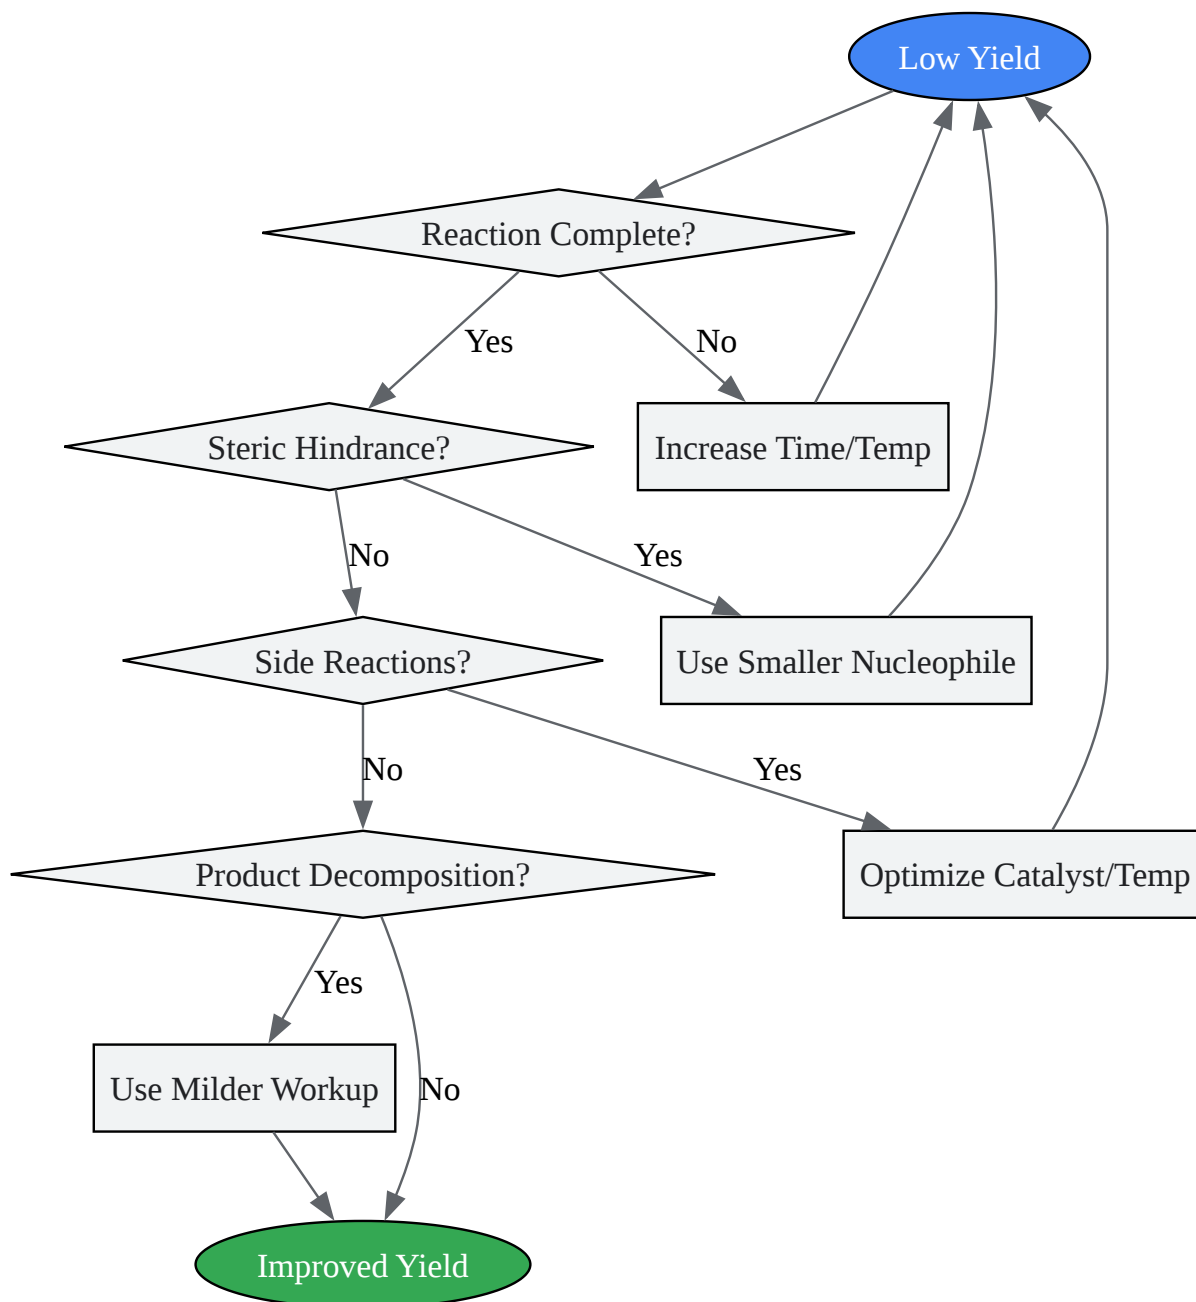 Low Yield
Reaction Complete?
Yes
No
Steric Hindrance?
Increase Time/Temp
No
Yes
Side Reactions?
Use Smaller Nucleophile
No
Yes
Product Decomposition?
Optimize Catalyst/Temp
Yes
Use Milder Workup
No
Improved Yield